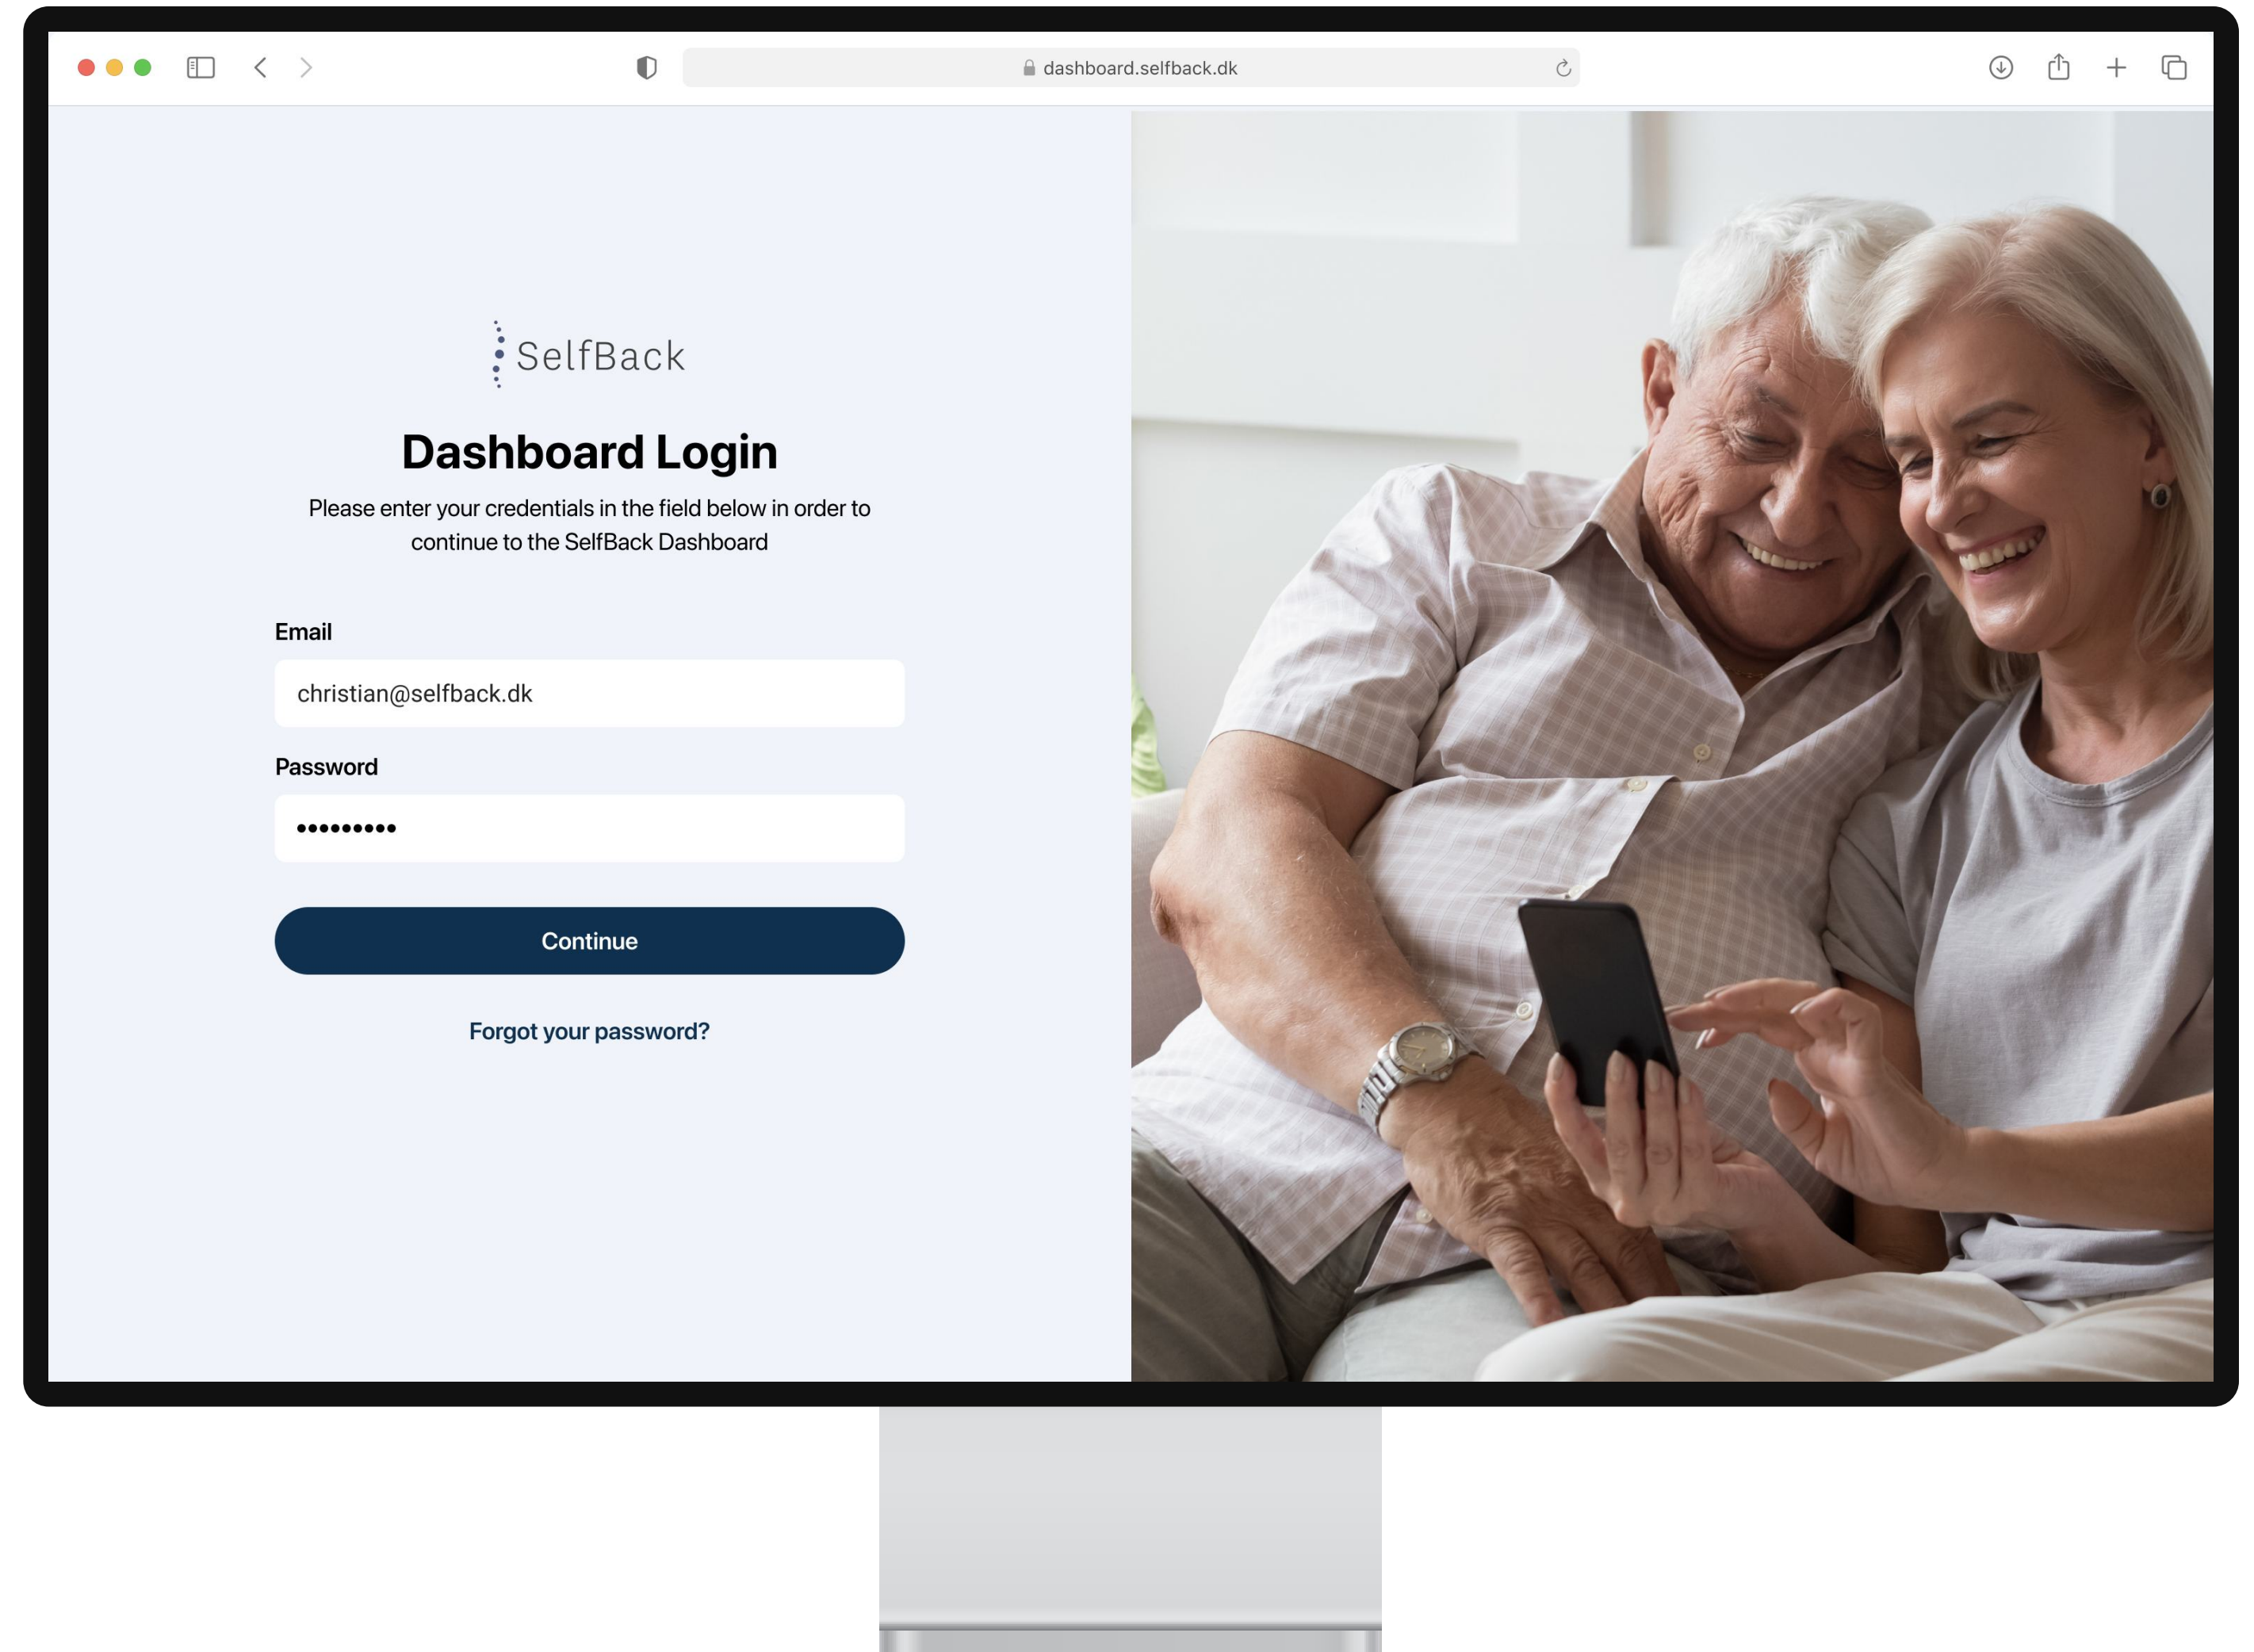 dashboard.selfback.dk
SelfBack
Dashboard Login
Please enter your credentials in the field below in order to
continue to the SelfBack Dashboard
Email
christian@selfback.dk
Password
•••••••••
Continue
Forgot your password?